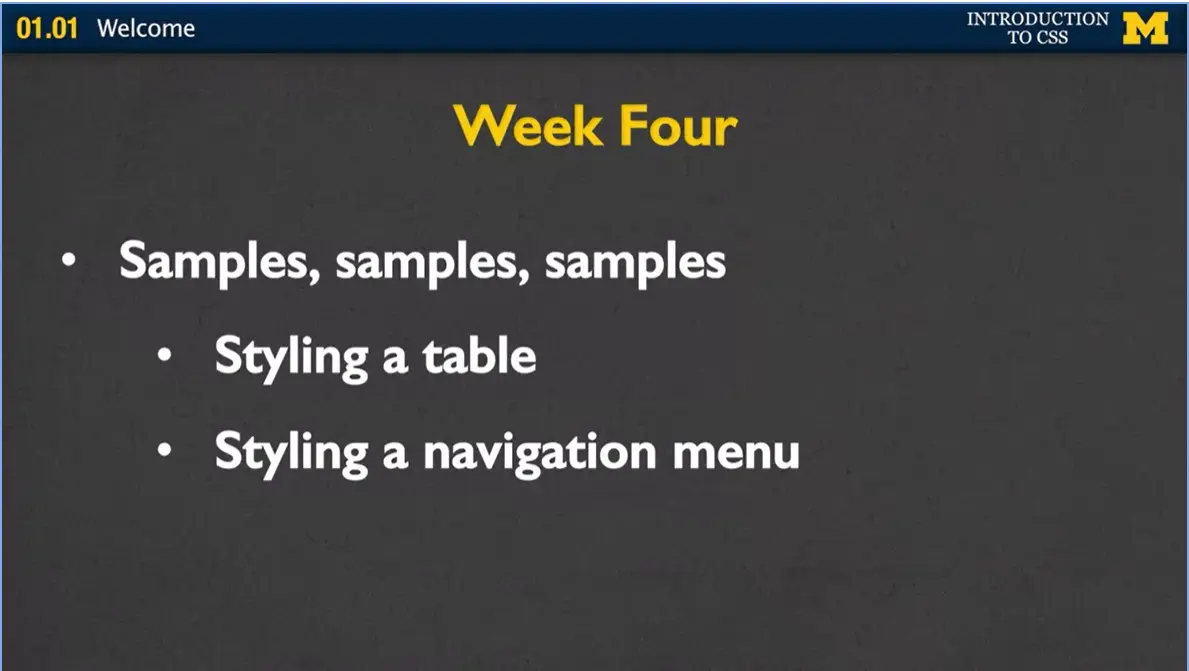 01.01 Welcome
INTRODUCTION
TO CSS
M
Week Four
• Samples, samples, samples
• Styling a table
• Styling a navigation menu